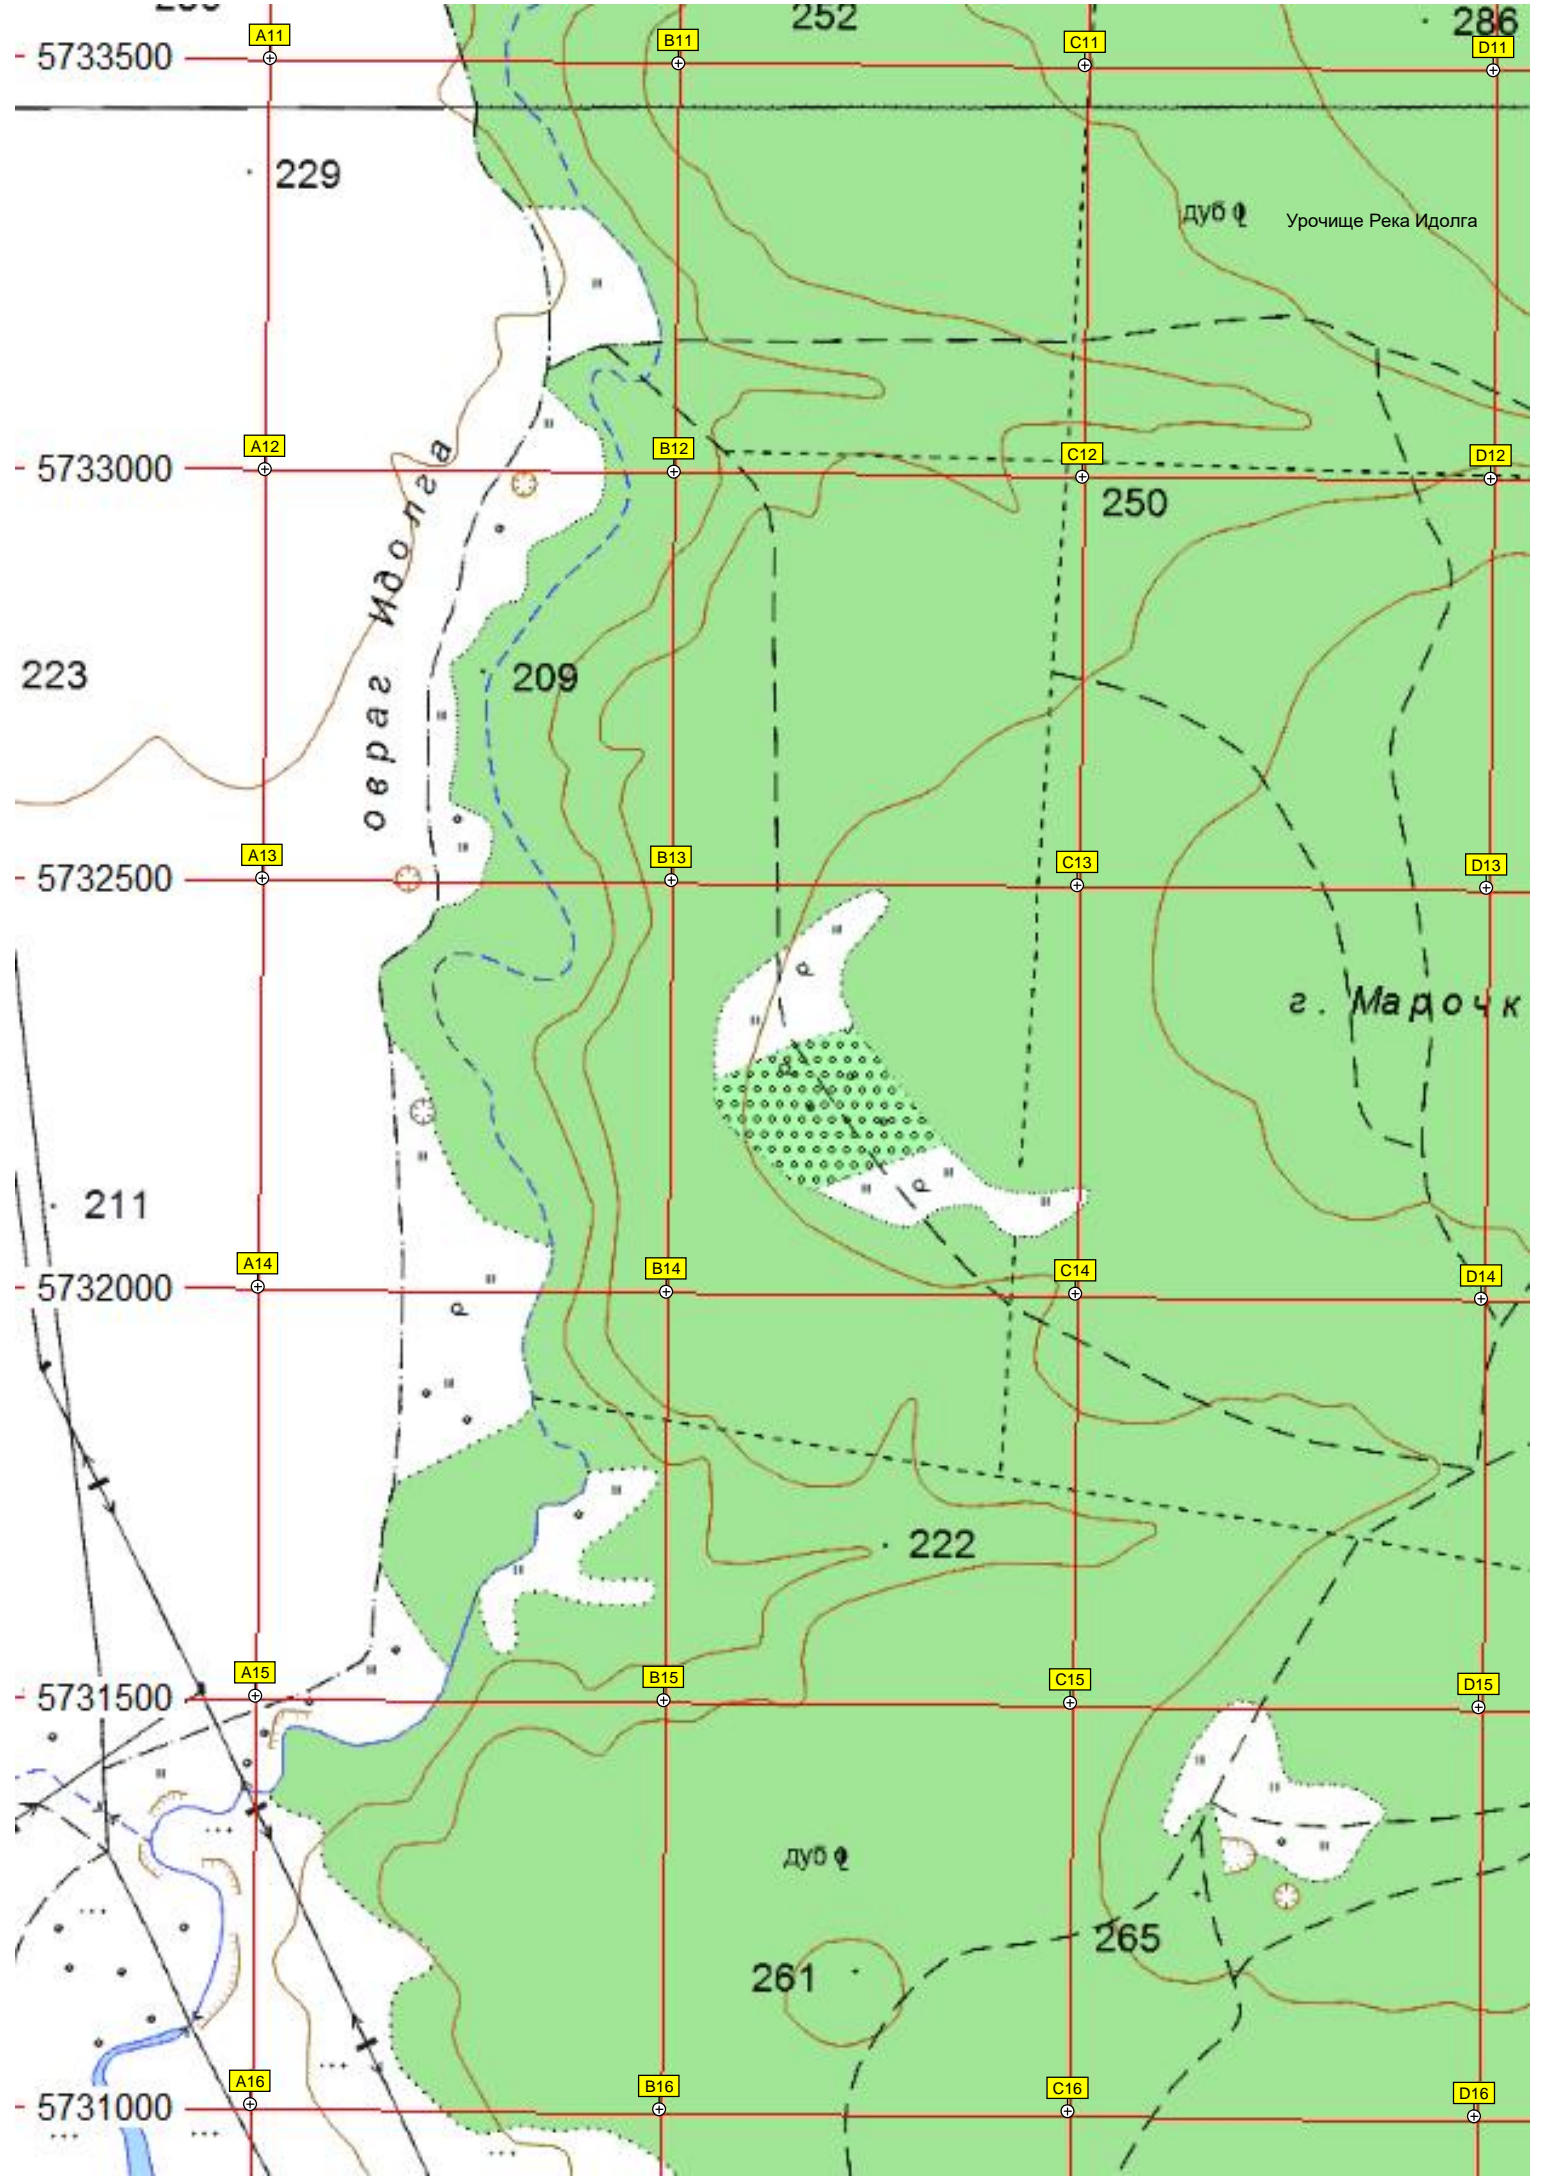 252
286
A11
B11
C11
D11
5733500
229
дуб
Урочище Река Идолга
A12
B12
C12
D12
5733000
250
овраг Идолга
223
209
A13
B13
C13
D13
5732500
г. Марочк
211
A14
B14
C14
D14
5732000
222
A15
B15
C15
D15
5731500
дуб
265
261
A16
B16
C16
D16
5731000